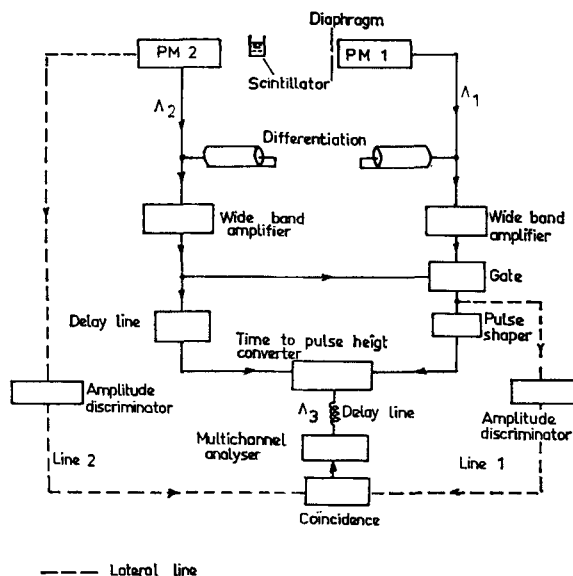 Diaphragm
PM 2
PM 1
Scintillator
Λ2
Λ1
Differentiation
Wide band
amplifier
Wide band
amplifier
Gate
Delay line
Pulse
shaper
Time to pulse heigt
converter
Amplitude
discriminator
Λ3
Delay line
Amplitude
discriminator
Multichannel
analyser
Line 2
Line 1
Coïncidence
Lateral line